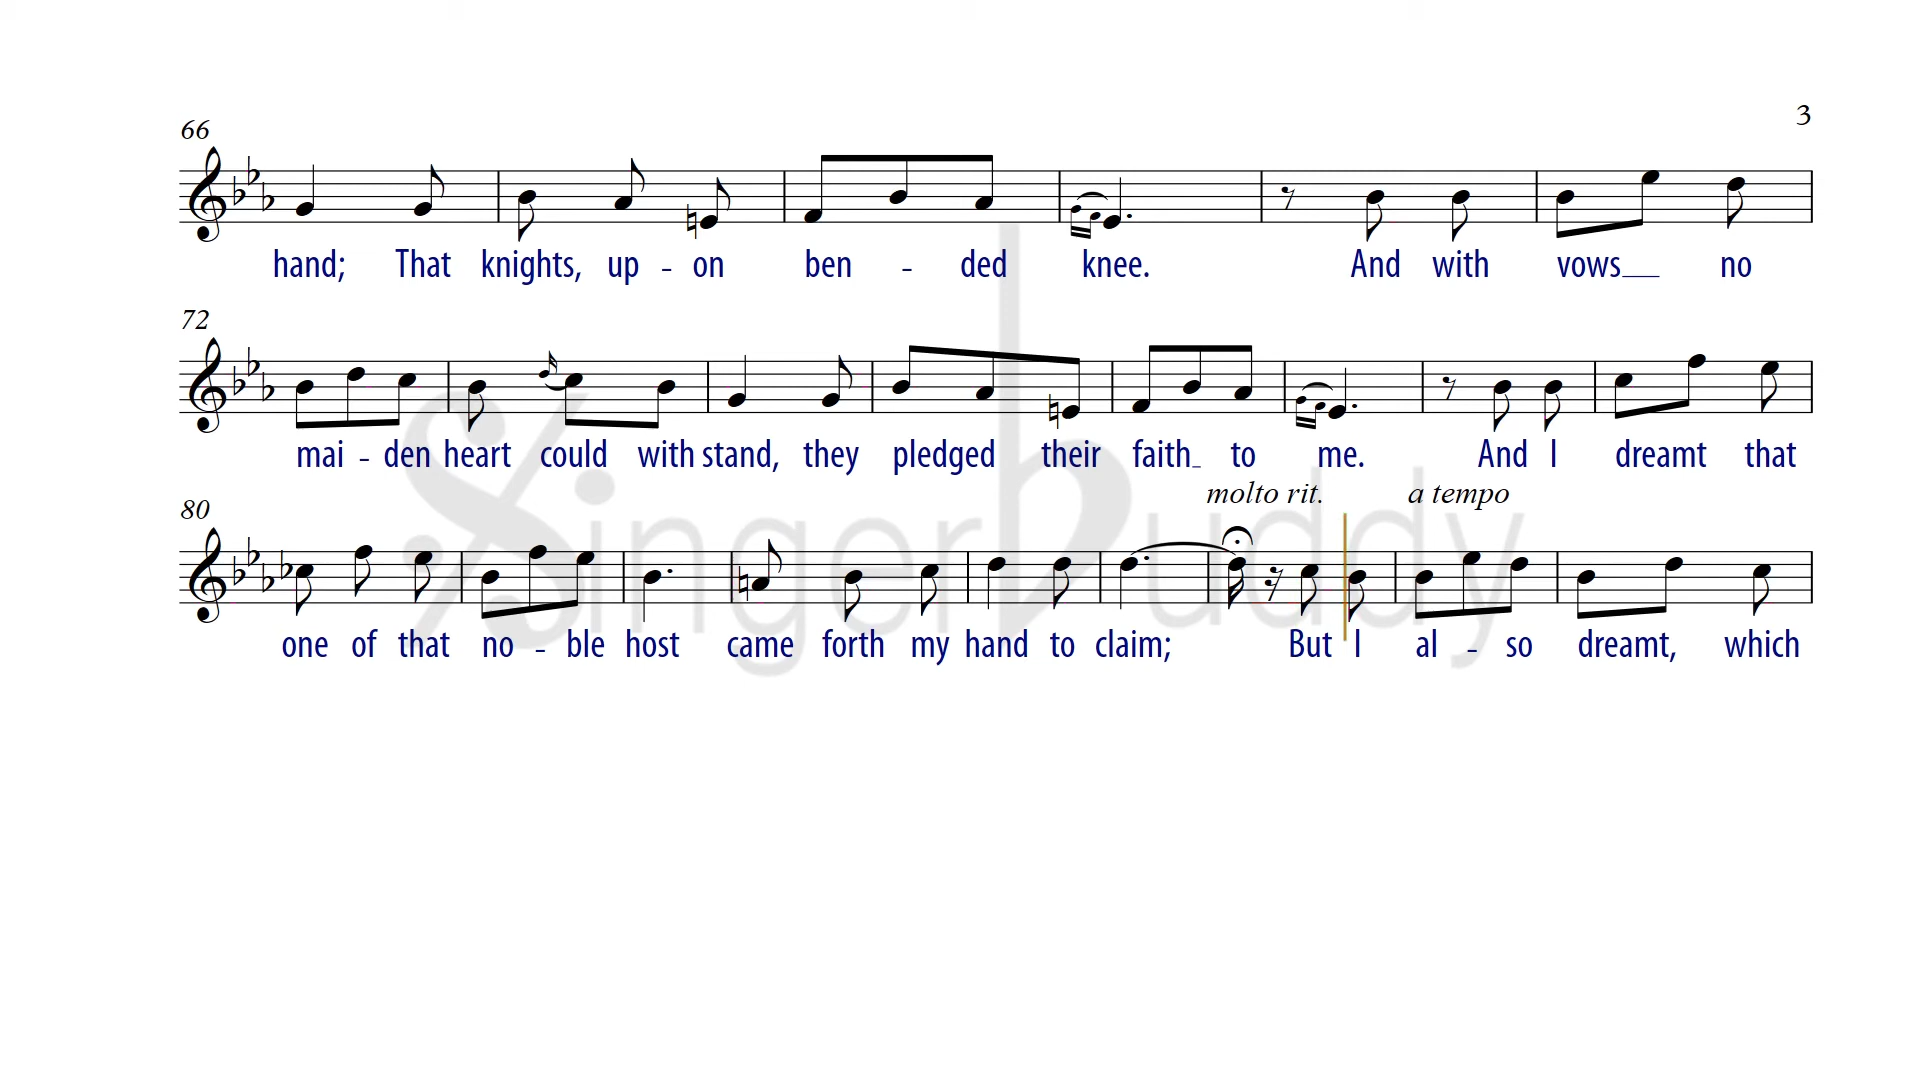 3
66
hand; That knights, up - on ben - ded knee. And with vows no
72
mai - den heart could with stand, they pledged their faith to me. And I dreamt that
molto rit. a tempo
80
one of that no - ble host came forth my hand to claim; But I al - so dreamt, which
Singerbuddy